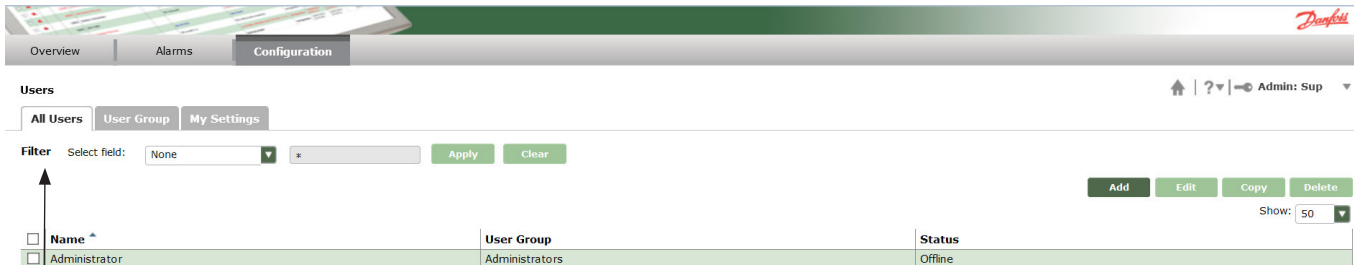 Danfoss
Overview Alarms Configuration
Users
? Admin: Sup
All Users User Group My Settings
Filter Select field: None * Apply Clear
Add Edit Copy Delete
Show: 50
Name User Group Status
Administrator Administrators Offline